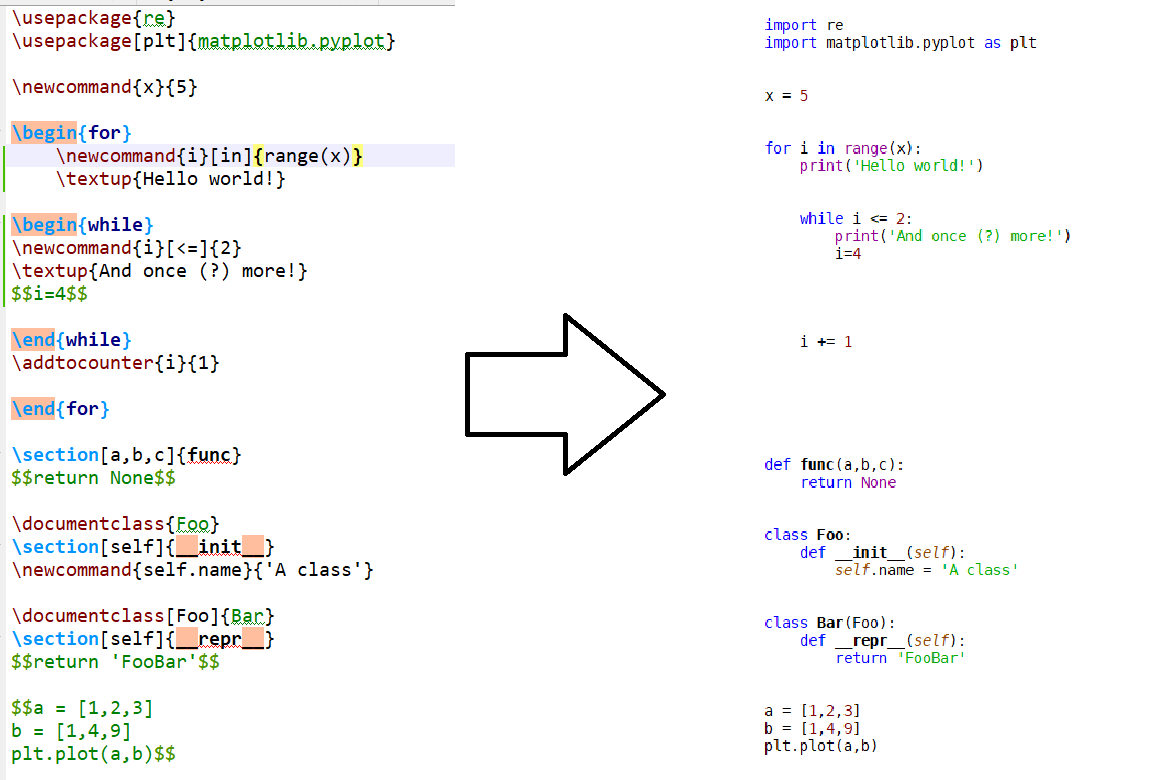 \usepackage{re}
\usepackage[plt]{matplotlib.pyplot}
\newcommand{x}{5}
\begin{for}
    \newcommand{i}[in]{range(x)}
    \textup{Hello world!}
\begin{while}
\newcommand{i}[<=]{2}
\textup{And once (?) more!}
$$i=4$$
\end{while}
\addtocounter{i}{1}
\end{for}
\section[a,b,c]{func}
$$return None$$
\documentclass{Foo}
\section[self]{__init__}
\newcommand{self.name}{'A class'}
\documentclass[Foo]{Bar}
\section[self]{__repr__}
$$return 'FooBar'$$
$$a = [1,2,3]
b = [1,4,9]
plt.plot(a,b)$$
import re
import matplotlib.pyplot as plt
x = 5
for i in range(x):
    print('Hello world!')
    while i <= 2:
        print('And once (?) more!')
        i=4
    i += 1
def func(a,b,c):
    return None
class Foo:
    def __init__(self):
        self.name = 'A class'
class Bar(Foo):
    def __repr__(self):
        return 'FooBar'
a = [1,2,3]
b = [1,4,9]
plt.plot(a,b)